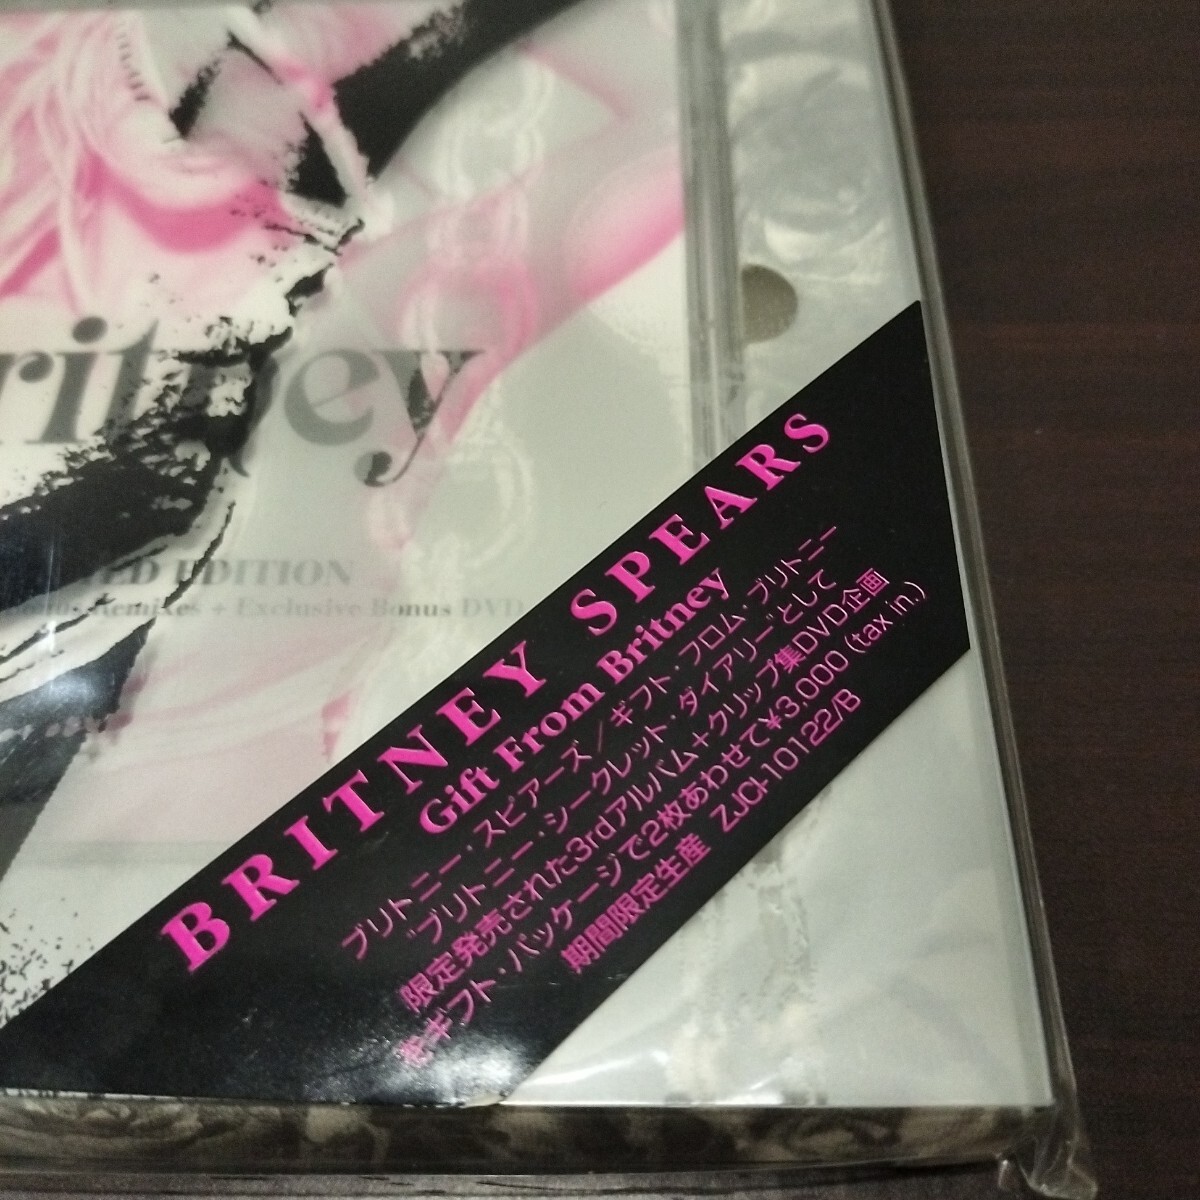 ritney
EDITION
Remixes + Exclusive Bonus DVD
BRITNEY SPEARS
Gift From Britney
ブリトニー・スピアーズ／ギフト・フロム・ブリトニー
"ブリトニー・シークレット・ダイアリー"として
限定発売された3rdアルバム+クリップ集DVD企画
をギフト・パッケージで2枚あわせて¥3,000 (tax in.)
期間限定生産 ZJCI-10122/B